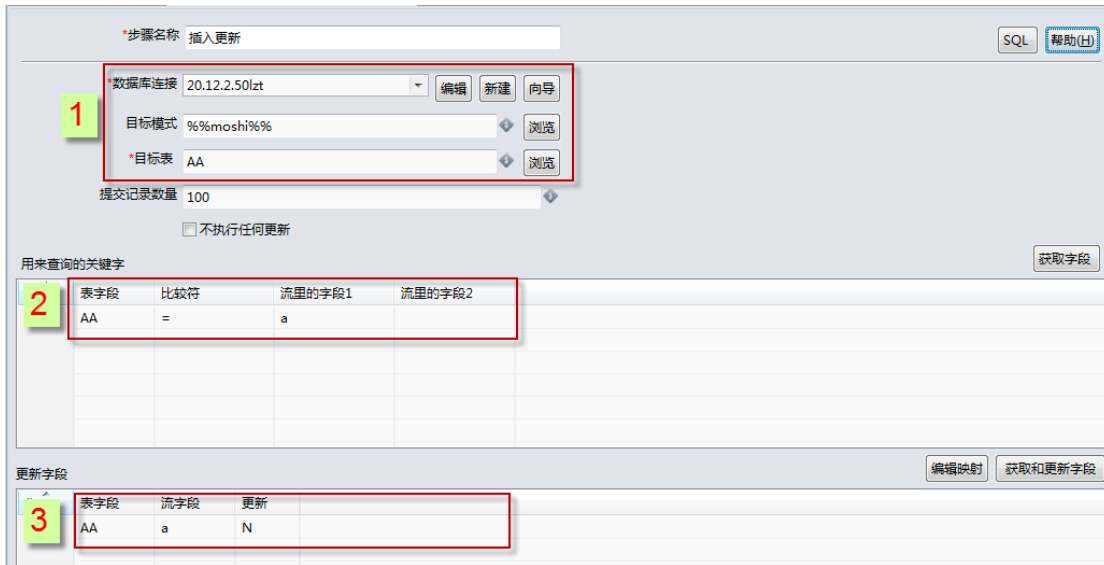 *步骤名称 插入更新 SQL 帮助(H)
*数据库连接 20.12.2.50lzt 编辑 新建 向导
1
目标模式 %%moshi%% 浏览
*目标表 AA 浏览
提交记录数量 100
不执行任何更新
用来查询的关键字 获取字段
2
表字段 比较符 流里的字段1 流里的字段2
AA = a
更新字段 编辑映射 获取和更新字段
3
表字段 流字段 更新
AA a N